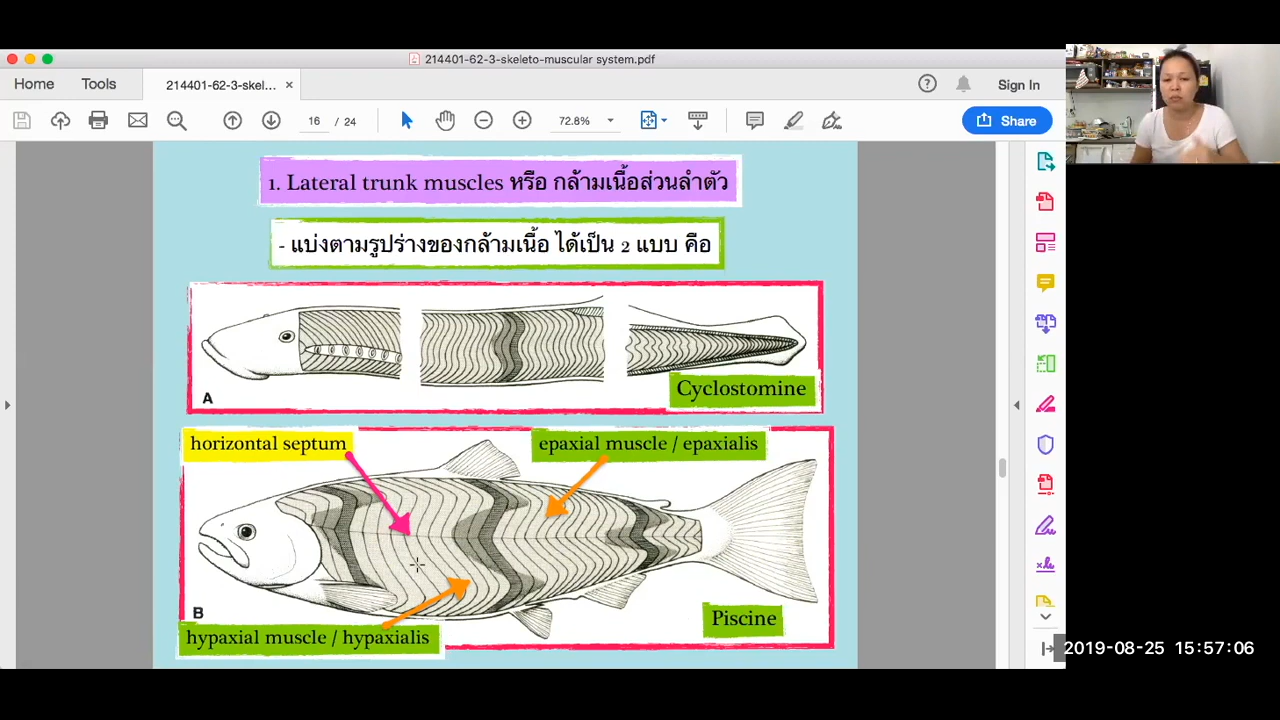 214401-62-3-skeleto-muscular system.pdf
Home
Tools
214401-62-3-skel...
Sign In
16 / 24
72.8%
Share
1. Lateral trunk muscles หรือ กล้ามเนื้อส่วนลำตัว
- แบ่งตามรูปร่างของกล้ามเนื้อ ได้เป็น 2 แบบ คือ
A
Cyclostomine
horizontal septum
epaxial muscle / epaxialis
B
Piscine
hypaxial muscle / hypaxialis
2019-08-25 15:57:06